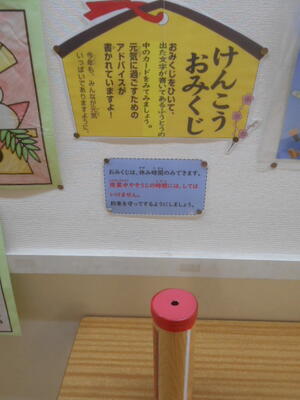 けんこう
おみくじ
おみくじをひいて、
出た文字が書いてあるふうとうの
中のカードをみてみましょう。
元気に過ごすための
アドバイスが
書かれていますよ！
今年も、みんなが元気
いっぱいでありますように。
おみくじは、休み時間のみできます。
授業中やそうじの時間には、しては
いけません。
約束を守ってするようにしましょう。